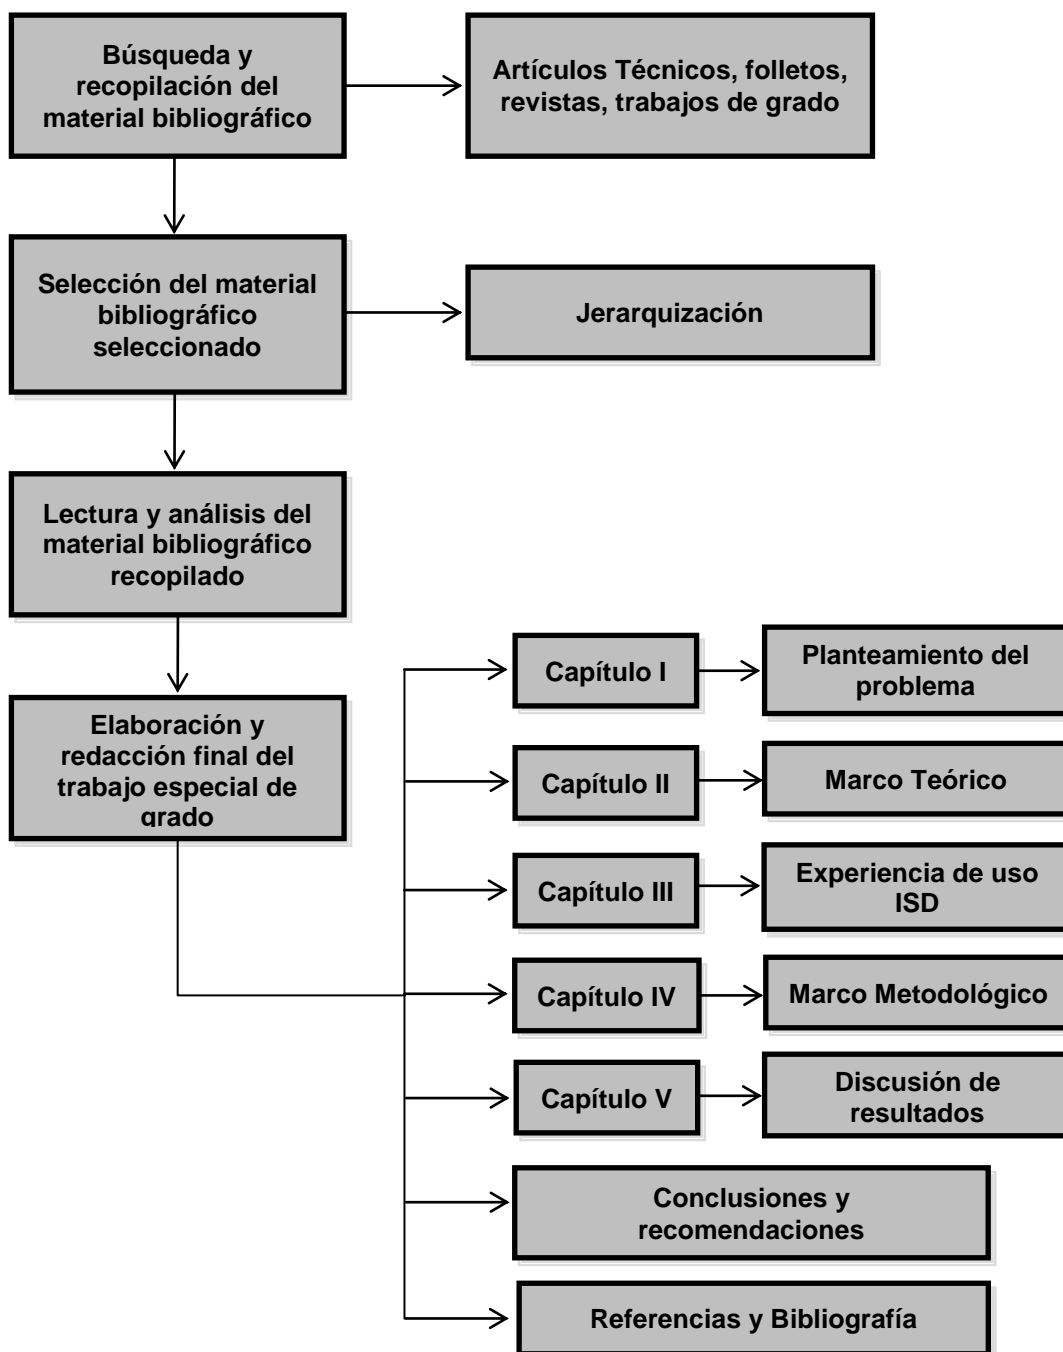 Búsqueda y
recopilación del
material bibliográfico
Artículos Técnicos, folletos,
revistas, trabajos de grado
Selección del material
bibliográfico
seleccionado
Jerarquización
Lectura y análisis del
material bibliográfico
recopilado
Elaboración y
redacción final del
trabajo especial de
grado
Capítulo I
Planteamiento del
problema
Capítulo II
Marco Teórico
Capítulo III
Experiencia de uso
ISD
Capítulo IV
Marco Metodológico
Capítulo V
Discusión de
resultados
Conclusiones y
recomendaciones
Referencias y Bibliografía